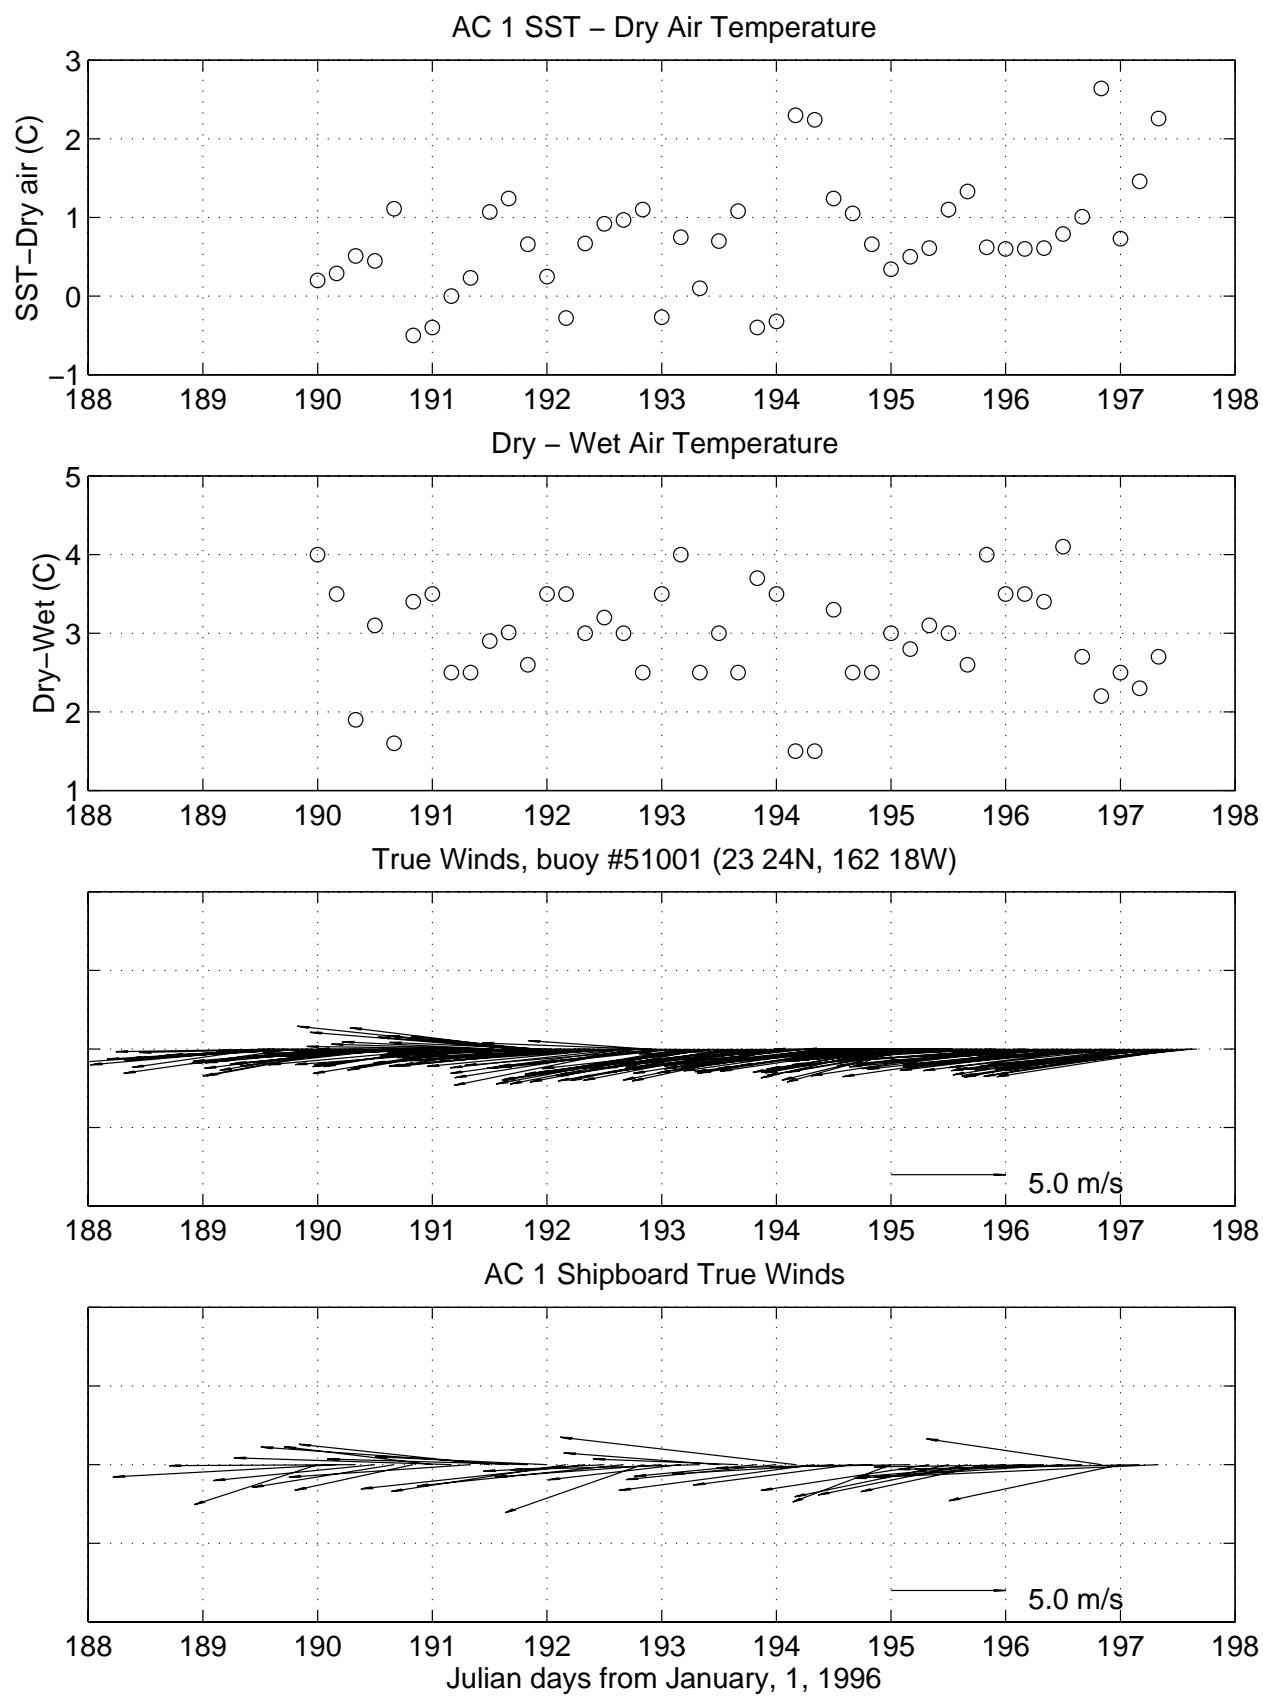 AC 1 SST − Dry Air Temperature
SST−Dry air (C)
3
2
1
0
−1
188 189 190 191 192 193 194 195 196 197 198
Dry − Wet Air Temperature
Dry−Wet (C)
5
4
3
2
1
188 189 190 191 192 193 194 195 196 197 198
True Winds, buoy #51001 (23 24N, 162 18W)
5.0 m/s
188 189 190 191 192 193 194 195 196 197 198
AC 1 Shipboard True Winds
5.0 m/s
188 189 190 191 192 193 194 195 196 197 198
Julian days from January, 1, 1996